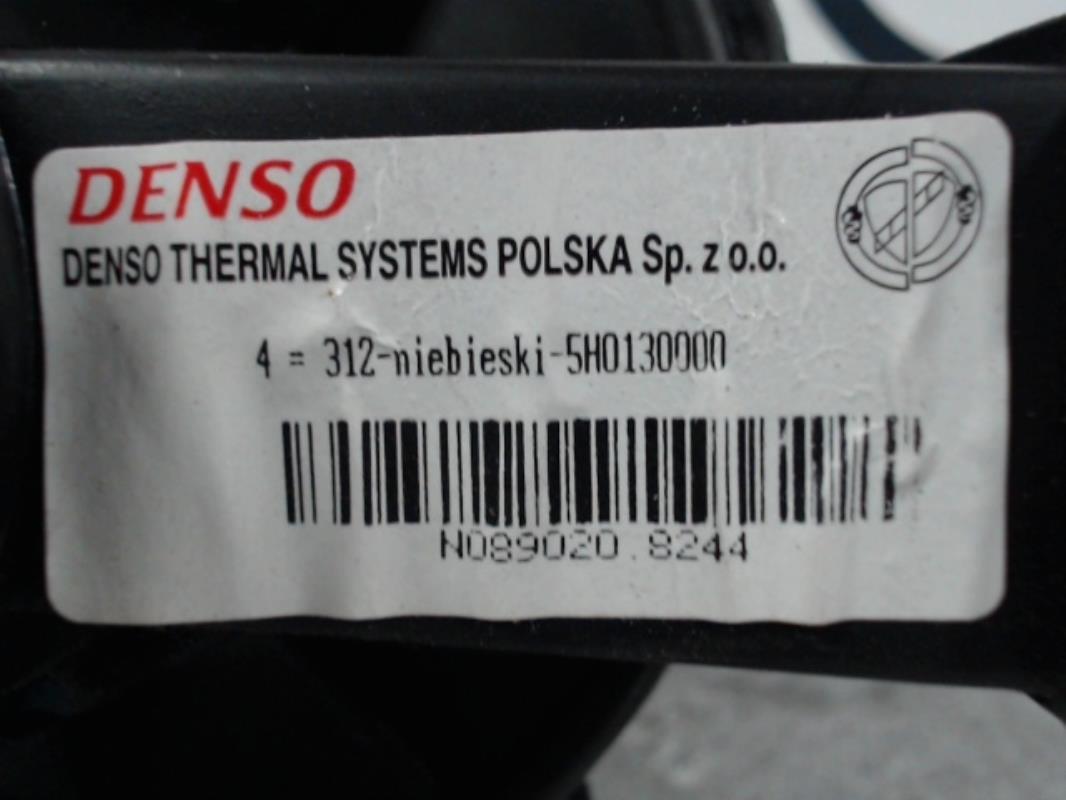 DENSO
DENSO THERMAL SYSTEMS POLSKA Sp. z o.o.
4 = 312-niebieski-5H0130000
N089020.8244